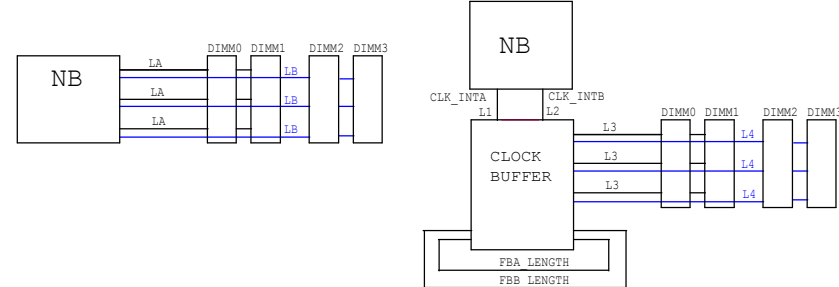 NB
DIMM0 DIMM1 DIMM2 DIMM3
NB
LA
LB
LA
LB
LA
LB
CLK_INTA CLK_INTB
L1 L2
DIMM0 DIMM1 DIMM2 DIMM3
CLOCK
BUFFER
L3
L4
L3
L4
L3
L4
FBA_LENGTH
FBB_LENGTH